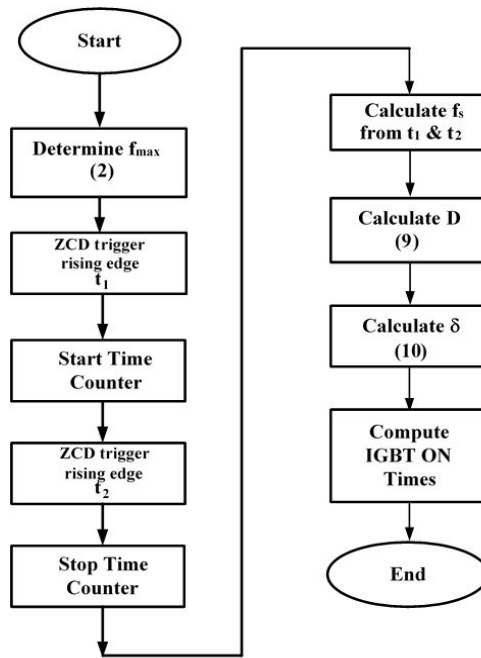 Start
Determine fmax
(2)
ZCD trigger
rising edge
t1
Start Time
Counter
ZCD trigger
rising edge
t2
Stop Time
Counter
Calculate fs
from t1 & t2
Calculate D
(9)
Calculate δ
(10)
Compute
IGBT ON
Times
End